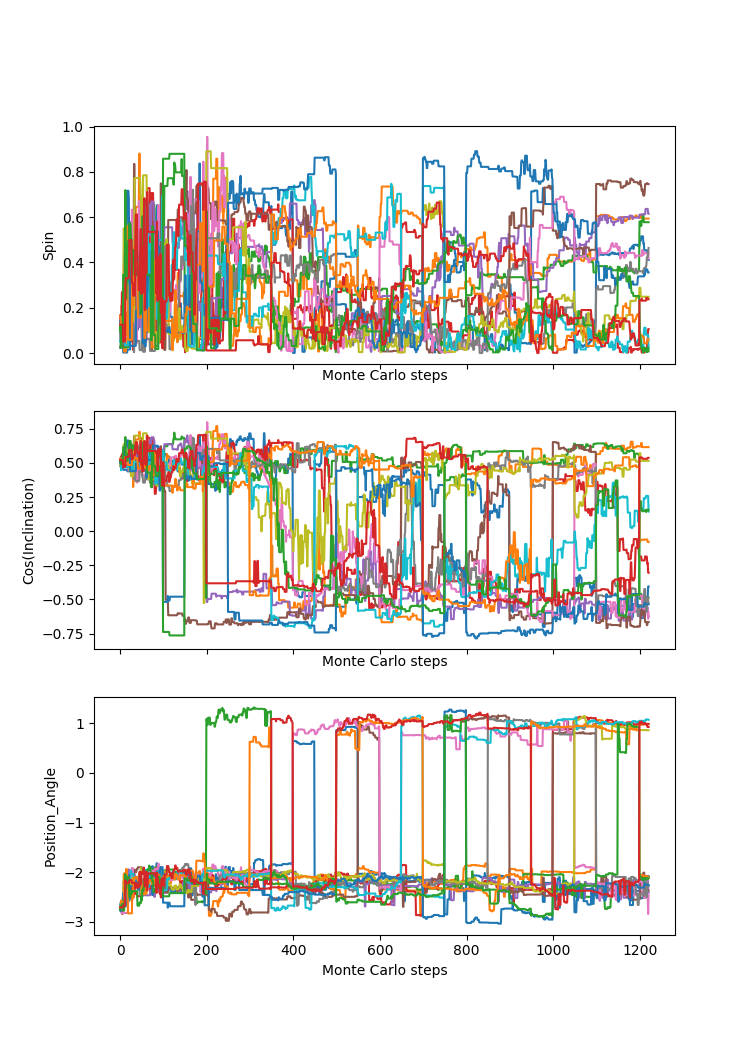 1.0
0.8
0.6
0.4
0.2
0.0
Spin
Monte Carlo steps
0.75
0.50
0.25
0.00
−0.25
−0.50
−0.75
Cos(Inclination)
Monte Carlo steps
1
0
−1
−2
−3
Position_Angle
0 200 400 600 800 1000 1200
Monte Carlo steps